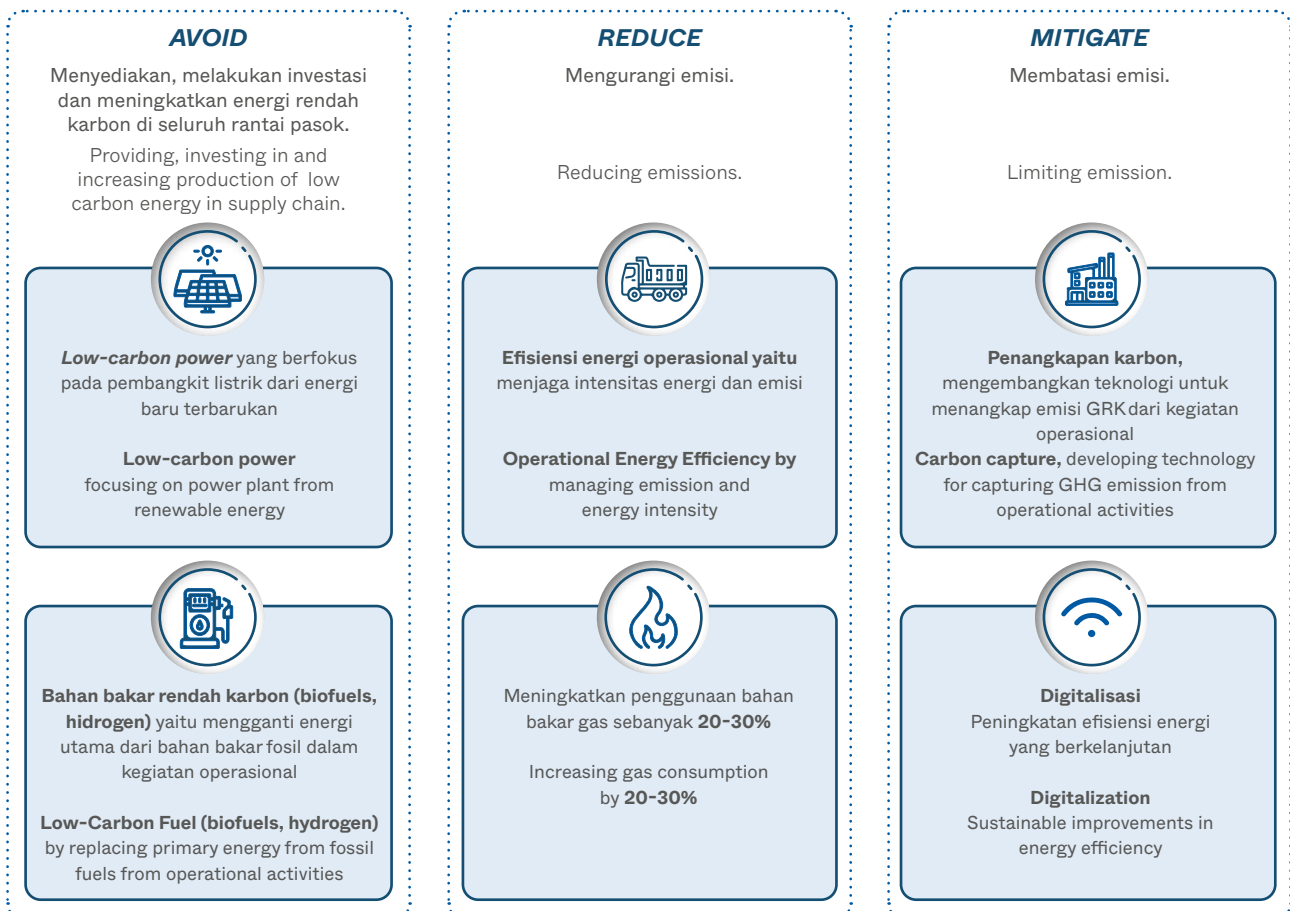 AVOID
Menyediakan, melakukan investasi
dan meningkatkan energi rendah
karbon di seluruh rantai pasok.
Providing, investing in and
increasing production of low
carbon energy in supply chain.
Low-carbon power yang berfokus
pada pembangkit listrik dari energi
baru terbarukan
Low-carbon power
focusing on power plant from
renewable energy
Bahan bakar rendah karbon (biofuels,
hidrogen) yaitu mengganti energi
utama dari bahan bakar fosil dalam
kegiatan operasional
Low-Carbon Fuel (biofuels, hydrogen)
by replacing primary energy from fossil
fuels from operational activities
REDUCE
Mengurangi emisi.
Reducing emissions.
Efisiensi energi operasional yaitu
menjaga intensitas energi dan emisi
Operational Energy Efficiency by
managing emission and
energy intensity
Meningkatkan penggunaan bahan
bakar gas sebanyak 20-30%
Increasing gas consumption
by 20-30%
MITIGATE
Membatasi emisi.
Limiting emission.
Penangkapan karbon,
mengembangkan teknologi untuk
menangkap emisi GRK dari kegiatan
operasional
Carbon capture, developing technology
for capturing GHG emission from
operational activities
Digitalisasi
Peningkatan efisiensi energi
yang berkelanjutan
Digitalization
Sustainable improvements in
energy efficiency